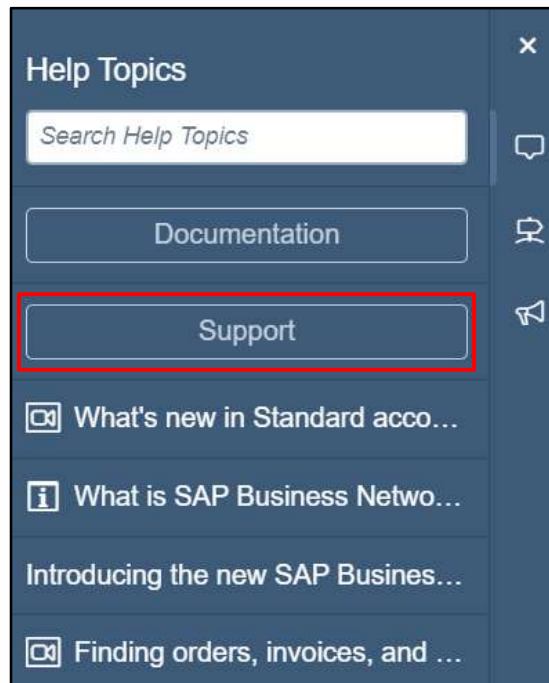 Help Topics
Search Help Topics
Documentation
Support
What's new in Standard acco...
What is SAP Business Netwo...
Introducing the new SAP Busines...
Finding orders, invoices, and ...